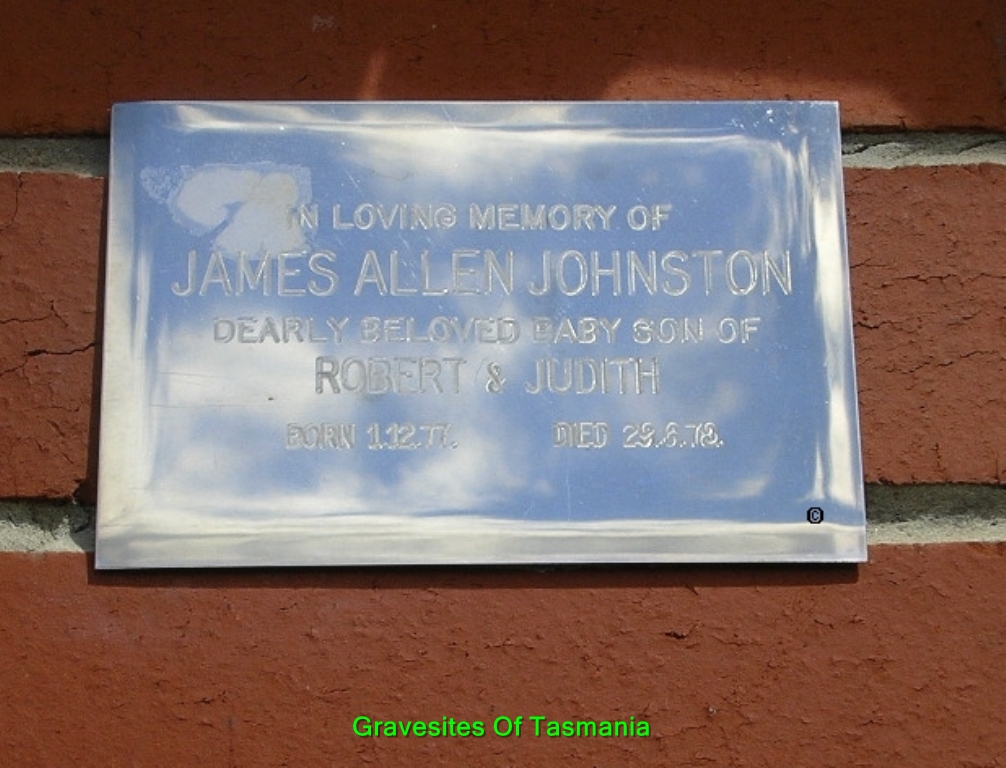 IN LOVING MEMORY OF
JAMES ALLEN JOHNSTON
DEARLY BELOVED BABY SON OF
ROBERT & JUDITH
BORN 1.12.77. DIED 29.6.78.
©
Gravesites Of Tasmania